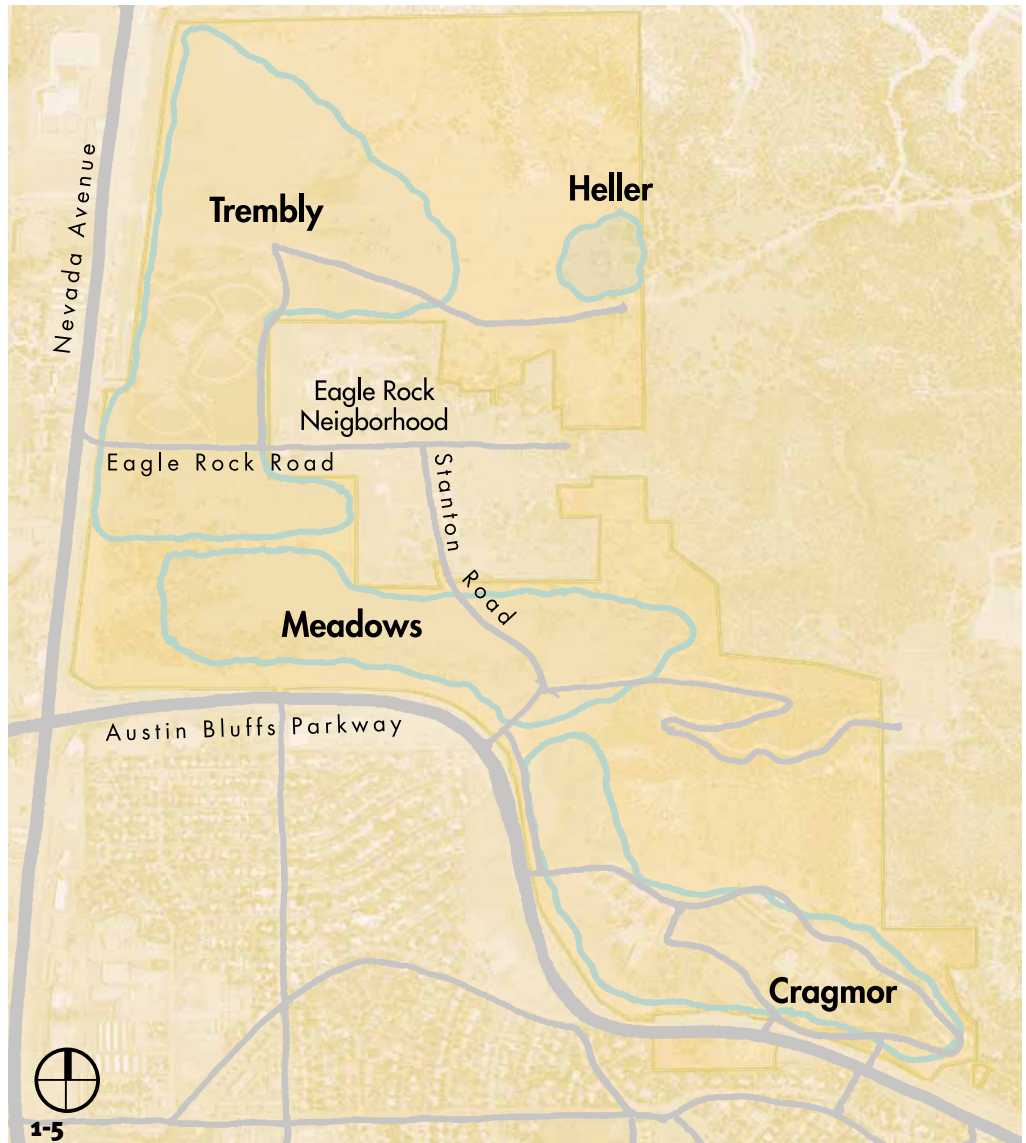 Nevada Avenue
Trembly
Heller
Eagle Rock
Neigborhood
Eagle Rock Road
Stanton Road
Meadows
Austin Bluffs Parkway
Cragmor
1-5